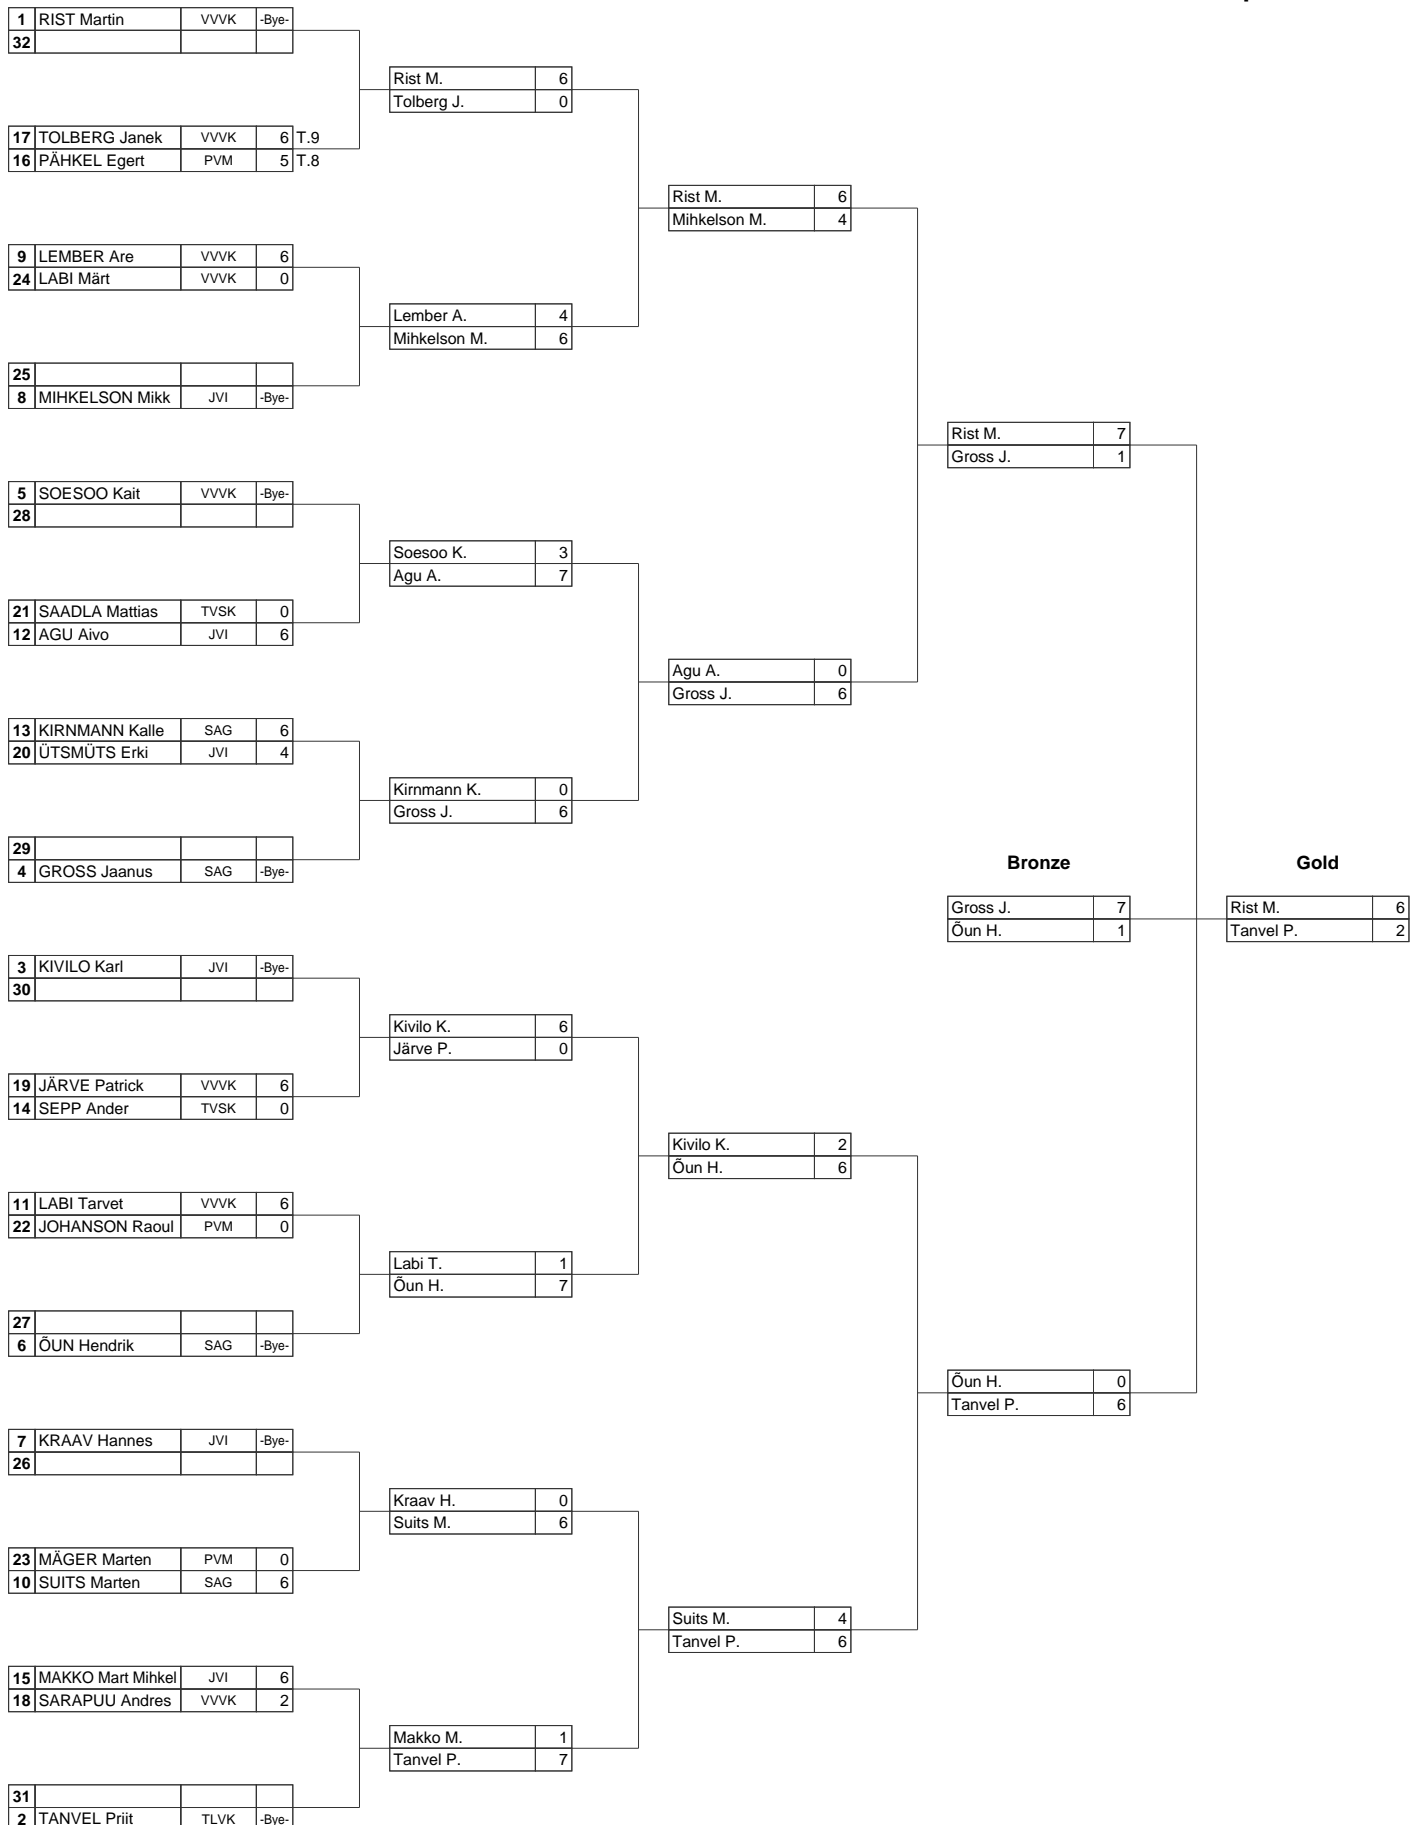 1 RIST Martin VVVK -Bye-
32
Rist M. 6
Tolberg J. 0
17 TOLBERG Janek VVVK 6 T.9
16 PÄHKEL Egert PVM 5 T.8
Rist M. 6
Mihkelson M. 4
9 LEMBER Are VVVK 6
24 LABI Märt VVVK 0
Lember A. 4
Mihkelson M. 6
25
8 MIHKELSON Mikk JVI -Bye-
Rist M. 7
Gross J. 1
5 SOESOO Kait VVVK -Bye-
28
Soesoo K. 3
Agu A. 7
21 SAADLA Mattias TVSK 0
12 AGU Aivo JVI 6
Agu A. 0
Gross J. 6
13 KIRNMANN Kalle SAG 6
20 ÜTSMÜTS Erki JVI 4
Kirnmann K. 0
Gross J. 6
29
4 GROSS Jaanus SAG -Bye-
Bronze Gold
Gross J. 7 Rist M. 6
Õun H. 1 Tanvel P. 2
3 KIVILO Karl JVI -Bye-
30
Kivilo K. 6
Järve P. 0
19 JÄRVE Patrick VVVK 6
14 SEPP Ander TVSK 0
Kivilo K. 2
Õun H. 6
11 LABI Tarvet VVVK 6
22 JOHANSON Raoul PVM 0
Labi T. 1
Õun H. 7
27
6 ÕUN Hendrik SAG -Bye-
Õun H. 0
Tanvel P. 6
7 KRAAV Hannes JVI -Bye-
26
Kraav H. 0
Suits M. 6
23 MÄGER Marten PVM 0
10 SUITS Marten SAG 6
Suits M. 4
Tanvel P. 6
15 MAKKO Mart Mihkel JVI 6
18 SARAPUU Andres VVVK 2
Makko M. 1
Tanvel P. 7
31
2 TANVEL Priit TLVK -Bye-